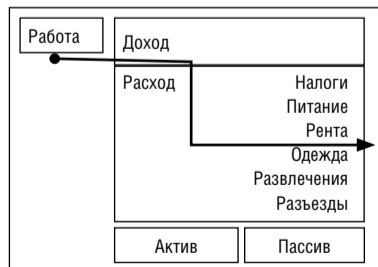 Работа
Доход
Расход
Налоги
Питание
Рента
Одежда
Развлечения
Разъезды
Актив
Пассив